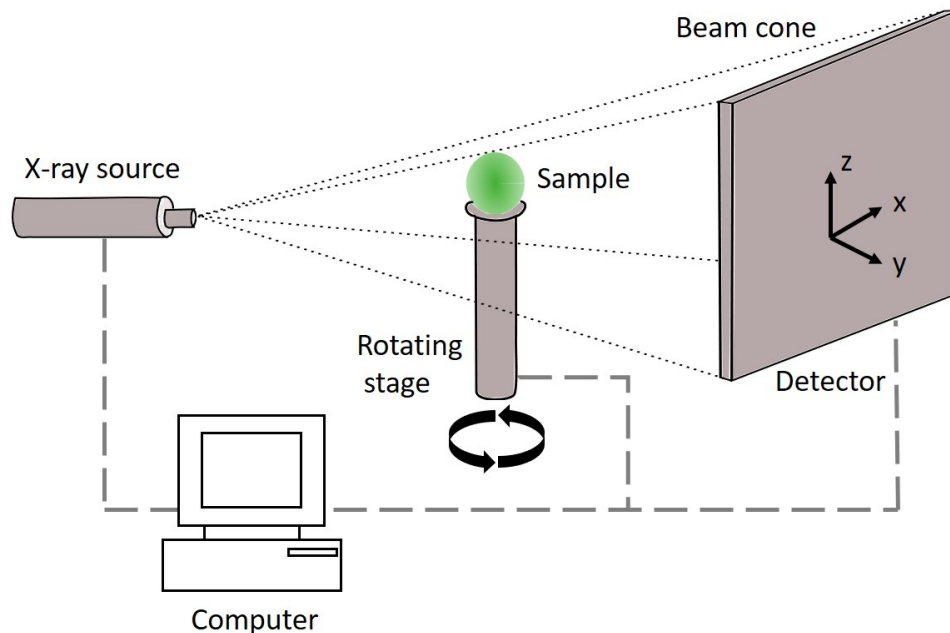 Beam cone
X-ray source
Sample
z
x
y
Rotating
stage
Detector
Computer